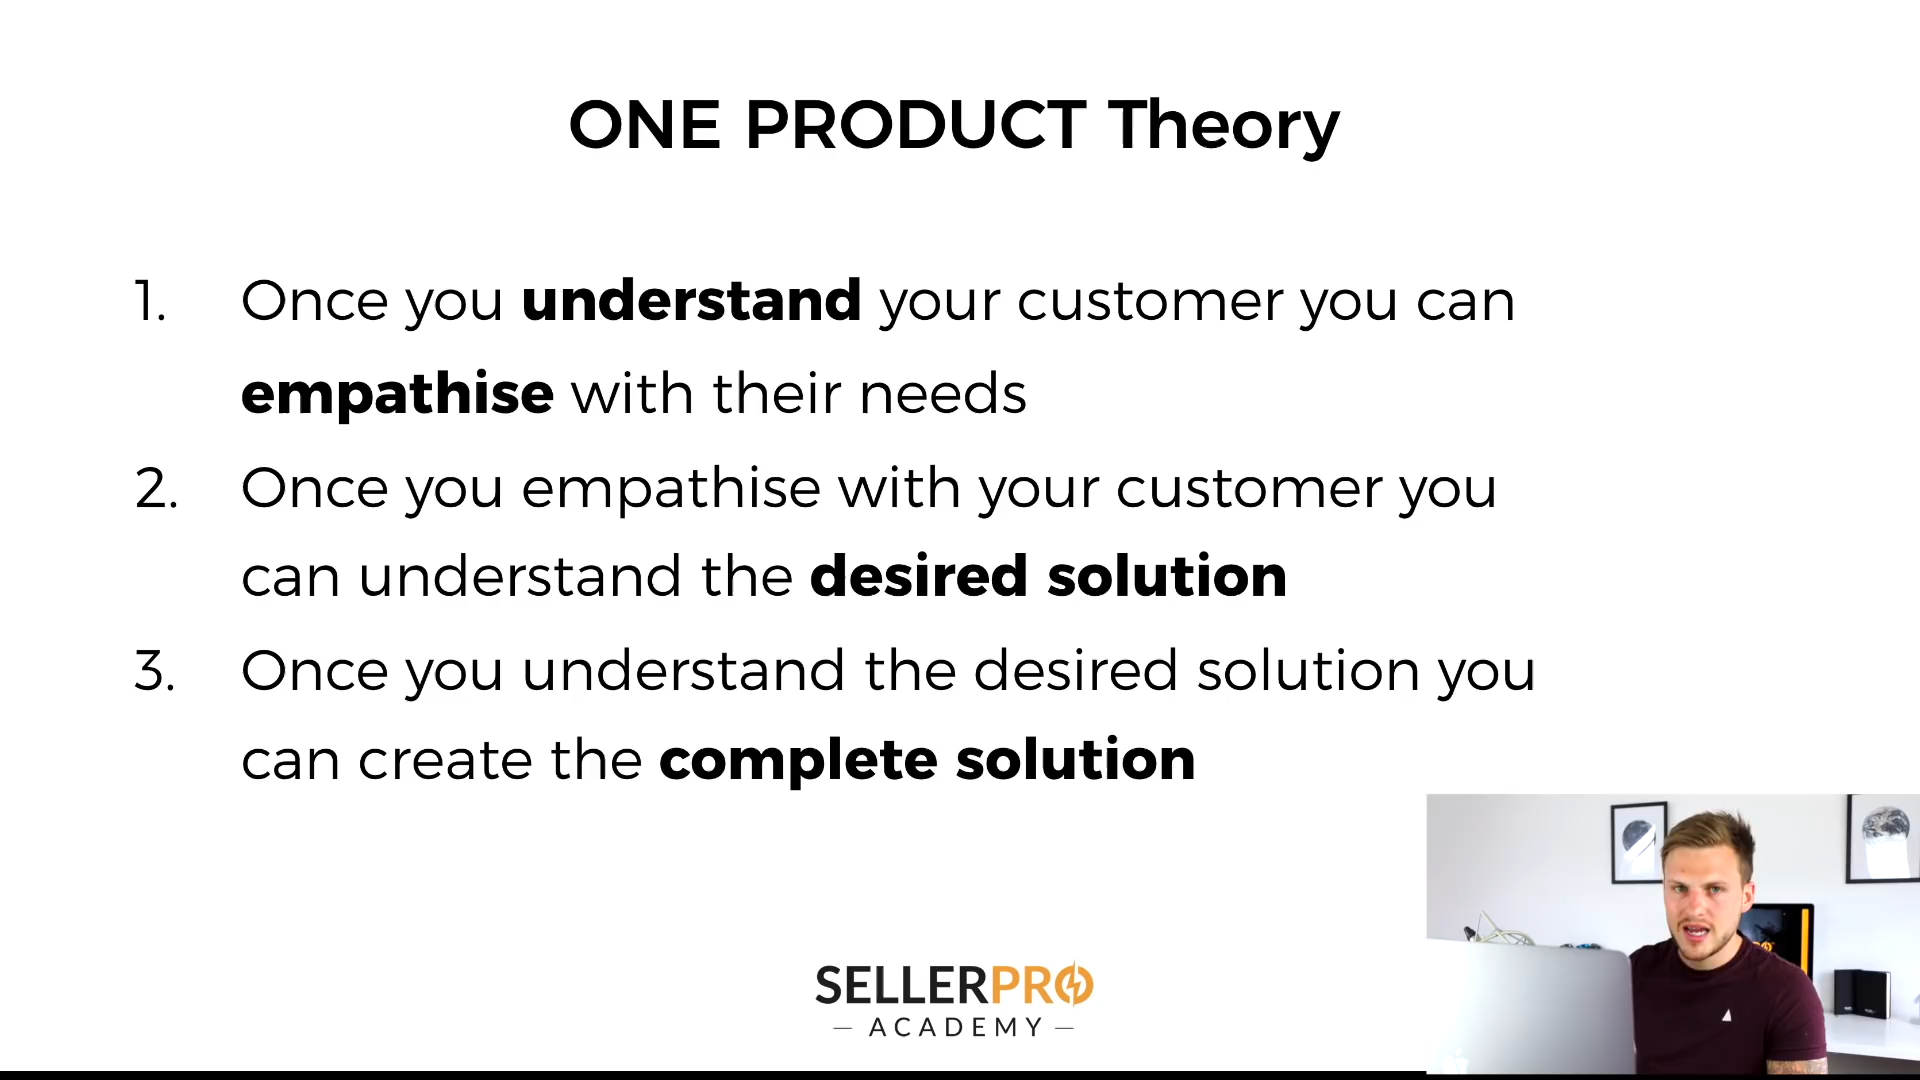 ONE PRODUCT Theory
1. Once you understand your customer you can
empathise with their needs
2. Once you empathise with your customer you
can understand the desired solution
3. Once you understand the desired solution you
can create the complete solution
SELLERPRO
— ACADEMY —